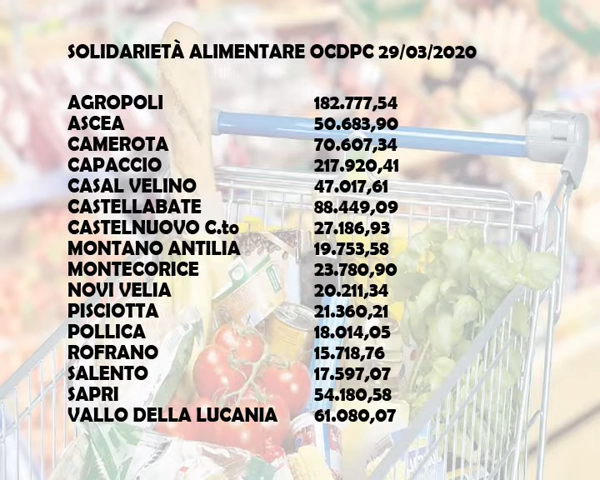 SOLIDARIETÀ ALIMENTARE OCDPC 29/03/2020
AGROPOLI 182.777,54
ASCEA 50.683,90
CAMEROTA 70.607,34
CAPACCIO 217.920,41
CASAL VELINO 47.017,61
CASTELLABATE 88.449,09
CASTELNUOVO C.to 27.186,93
MONTANO ANTILIA 19.753,58
MONTECORICE 23.780,90
NOVI VELIA 20.211,34
PISCIOTTA 21.360,21
POLLICA 18.014,05
ROFRANO 15.718,76
SALENTO 17.597,07
SAPRI 54.180,58
VALLO DELLA LUCANIA 61.080,07